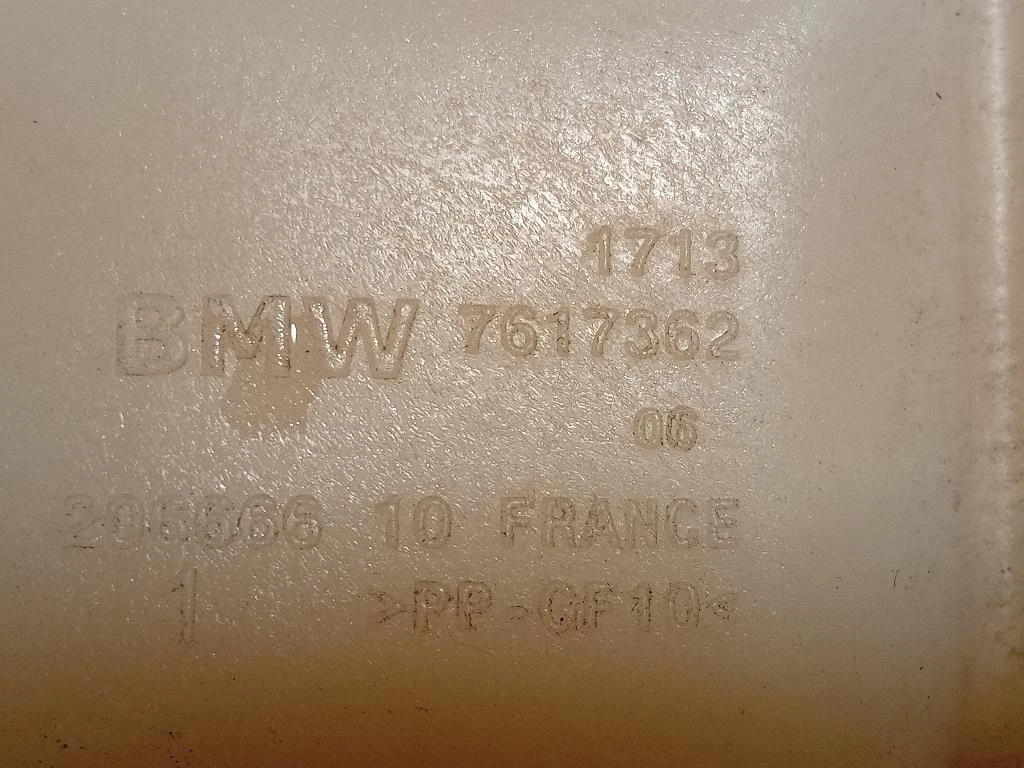 1713
BMW 7617362
06
206566 10 FRANCE
1 >PP-GF10<